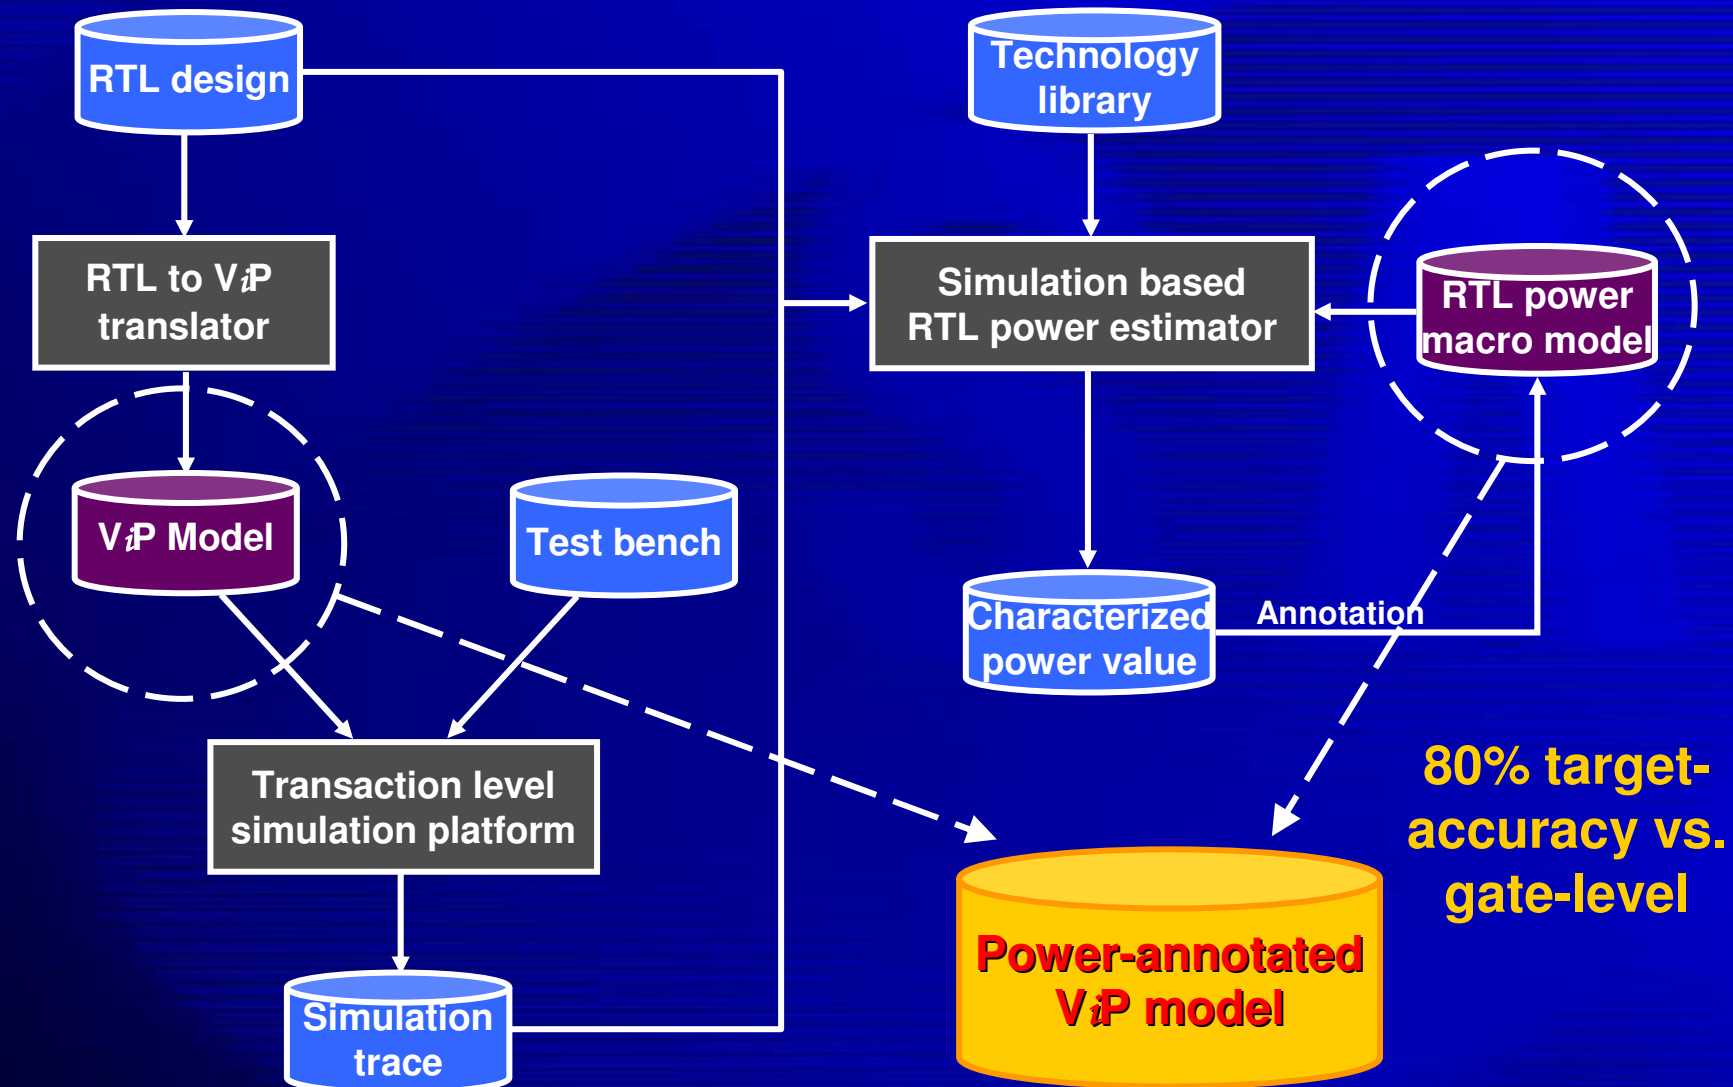 RTL design
Technology
library
RTL to ViP
translator
Simulation based
RTL power estimator
RTL power
macro model
ViP Model
Test bench
Characterized
power value
Annotation
Transaction level
simulation platform
80% target-
accuracy vs.
gate-level
Power-annotated
ViP model
Simulation
trace